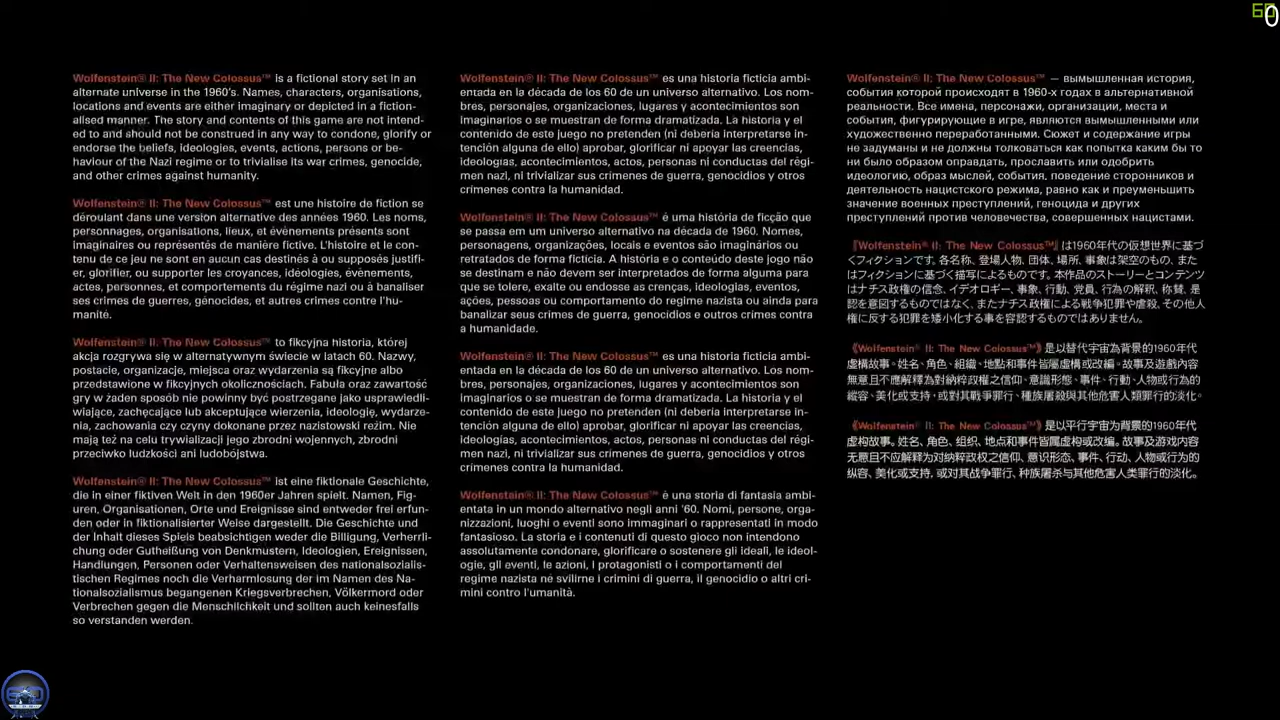 Wolfenstein® II: The New Colossus™ is a fictional story set in an
alternate universe in the 1960's. Names, characters, organisations,
locations and events are either imaginary or depicted in a fiction-
alised manner. The story and contents of this game are not intend-
ed to and should not be construed in any way to condone, glorify or
endorse the beliefs, ideologies, events, actions, persons or be-
haviour of the Nazi regime or to trivialise its war crimes, genocide,
and other crimes against humanity.
Wolfenstein® II: The New Colossus™ est une histoire de fiction se
déroulant dans une version alternative des années 1960. Les noms,
personnages, organisations, lieux, et évènements présents sont
imaginaires ou représentés de manière fictive. L'histoire et le con-
tenu de ce jeu ne sont en aucun cas destinés à ou supposés justifi-
er, glorifier, ou supporter les croyances, idéologies, évènements,
actes, personnes, et comportements du régime nazi ou à banaliser
ses crimes de guerres, génocides, et autres crimes contre l'hu-
manité.
Wolfenstein® II: The New Colossus™ to fikcyjna historia, której
akcja rozgrywa się w alternatywnym świecie w latach 60. Nazwy,
postacie, organizacje, miejsca oraz wydarzenia są fikcyjne albo
przedstawione w fikcyjnych okolicznościach. Fabuła oraz zawartość
gry w żaden sposób nie powinny być postrzegane jako usprawiedli-
wiające, zachęcające lub akceptujące wierzenia, ideologię, wydarze-
nia, zachowania czy czyny dokonane przez nazistowski reżim. Nie
mają też na celu trywializacji jego zbrodni wojennych, zbrodni
przeciwko ludzkości ani ludobójstwa.
Wolfenstein® II: The New Colossus™ ist eine fiktionale Geschichte,
die in einer fiktiven Welt in den 1960er Jahren spielt. Namen, Fig-
uren, Organisationen, Orte und Ereignisse sind entweder frei erfun-
den oder in fiktionalisierter Weise dargestellt. Die Geschichte und
der Inhalt dieses Spiels beabsichtigen weder die Billigung, Verherrli-
chung oder Gutheißung von Denkmustern, Ideologien, Ereignissen,
Handlungen, Personen oder Verhaltensweisen des nationalsozialis-
tischen Regimes noch die Verharmlosung der im Namen des Na-
tionalsozialismus begangenen Kriegsverbrechen, Völkermord oder
Verbrechen gegen die Menschlichkeit und sollten auch keinesfalls
so verstanden werden.
Wolfenstein® II: The New Colossus™ es una historia ficticia ambi-
entada en la década de los 60 de un universo alternativo. Los nom-
bres, personajes, organizaciones, lugares y acontecimientos son
imaginarios o se muestran de forma dramatizada. La historia y el
contenido de este juego no pretenden (ni debería interpretarse in-
tención alguna de ello) aprobar, glorificar ni apoyar las creencias,
ideologías, acontecimientos, actos, personas ni conductas del régi-
men nazi, ni trivializar sus crímenes de guerra, genocidios y otros
crímenes contra la humanidad.
Wolfenstein® II: The New Colossus™ é uma história de ficção que
se passa em um universo alternativo na década de 1960. Nomes,
personagens, organizações, locais e eventos são imaginários ou
retratados de forma fictícia. A história e o conteúdo deste jogo não
se destinam e não devem ser interpretados de forma alguma para
que se tolere, exalte ou endosse as crenças, ideologias, eventos,
ações, pessoas ou comportamento do regime nazista ou ainda para
banalizar seus crimes de guerra, genocídios e outros crimes contra
a humanidade.
Wolfenstein® II: The New Colossus™ es una historia ficticia ambi-
entada en la década de los 60 de un universo alternativo. Los nom-
bres, personajes, organizaciones, lugares y acontecimientos son
imaginarios o se muestran de forma dramatizada. La historia y el
contenido de este juego no pretenden (ni debería interpretarse in-
tención alguna de ello) aprobar, glorificar ni apoyar las creencias,
ideologías, acontecimientos, actos, personas ni conductas del régi-
men nazi, ni trivializar sus crímenes de guerra, genocidios y otros
crímenes contra la humanidad.
Wolfenstein® II: The New Colossus™ è una storia di fantasia ambi-
entata in un mondo alternativo negli anni '60. Nomi, persone, orga-
nizzazioni, luoghi o eventi sono immaginari o rappresentati in modo
fantasioso. La storia e i contenuti di questo gioco non intendono
assolutamente condonare, glorificare o sostenere gli ideali, le ideol-
ogie, gli eventi, le azioni, i protagonisti o i comportamenti del
regime nazista né svilirne i crimini di guerra, il genocidio o altri cri-
mini contro l'umanità.
Wolfenstein® II: The New Colossus™ — вымышленная история,
события которой происходят в 1960-х годах в альтернативной
реальности. Все имена, персонажи, организации, места и
события, фигурирующие в игре, являются вымышленными или
художественно переработанными. Сюжет и содержание игры
не задуманы и не должны толковаться как попытка каким бы то
ни было образом оправдать, прославить или одобрить
идеологию, образ мыслей, события, поведение сторонников и
деятельность нацистского режима, равно как и преуменьшить
значение военных преступлений, геноцида и других
преступлений против человечества, совершенных нацистами.
『Wolfenstein® II: The New Colossus™』は1960年代の仮想世界に基づ
くフィクションです。各名称、登場人物、団体、場所、事象は架空のもの、また
はフィクションに基づく描写によるものです。本作品のストーリーとコンテンツ
はナチス政権の信念、イデオロギー、事象、行動、党員、行為の解釈、称賛、是
認を意図するものではなく、またナチス政権による戦争犯罪や虐殺、その他人
権に反する犯罪を矮小化する事を容認するものではありません。
《Wolfenstein® II: The New Colossus™》是以替代宇宙為背景的1960年代
虛構故事。姓名、角色、組織、地點和事件皆屬虛構或改編。故事及遊戲內容
無意且不應解釋為對納粹政權之信仰、意識形態、事件、行動、人物或行為的
縱容、美化或支持，或對其戰爭罪行、種族屠殺與其他危害人類罪行的淡化。
《Wolfenstein® II: The New Colossus™》是以平行宇宙为背景的1960年代
虚构故事。姓名、角色、组织、地点和事件皆属虚构或改编。故事及游戏内容
无意且不应解释为对纳粹政权之信仰、意识形态、事件、行动、人物或行为的
纵容、美化或支持，或对其战争罪行、种族屠杀与其他危害人类罪行的淡化。
60
0